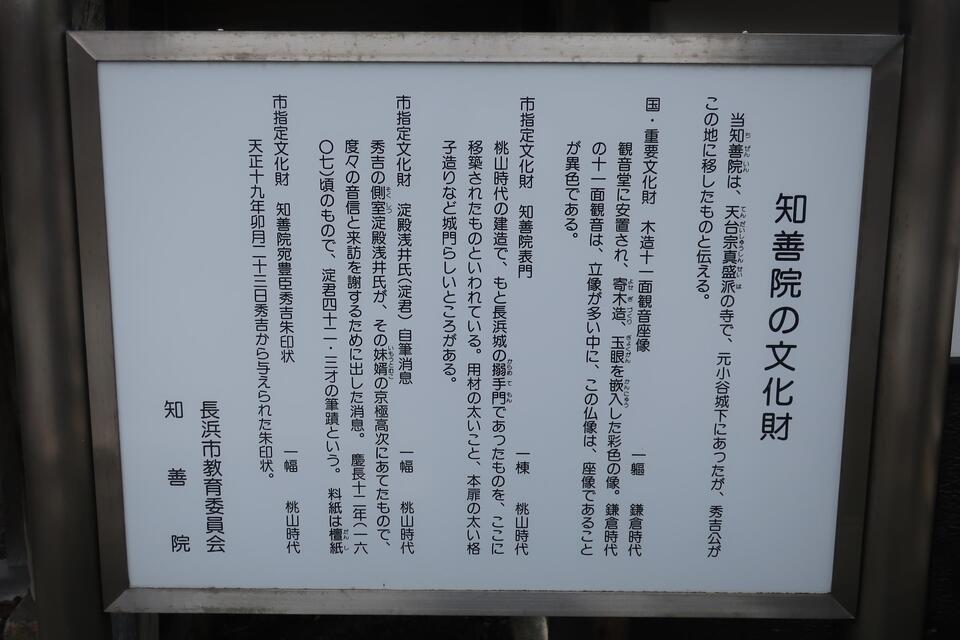 知善院の文化財
当知善院は、天台宗真盛派の寺で、元小谷城下にあったが、秀吉公が
この地に移したものと伝える。
国・重要文化財 木造十一面観音座像 一軀 鎌倉時代
観音堂に安置され、寄木造、玉眼を嵌入した彩色の像。鎌倉時代
の十一面観音は、立像が多い中に、この仏像は、座像であること
が異色である。
市指定文化財 知善院表門 一棟 桃山時代
桃山時代の建造で、もと長浜城の搦手門であったものを、ここに
移築されたものといわれている。用材の太いこと、本扉の太い格
子造りなど城門らしいところがある。
市指定文化財 淀殿浅井氏(淀君)自筆消息 一幅 桃山時代
秀吉の側室淀殿浅井氏が、その妹婿の京極高次にあてたもので、
度々の音信と来訪を謝するために出した消息。慶長十二年(一六
〇七)頃のもので、淀君四十二・三才の筆蹟という。料紙は檀紙
市指定文化財 知善院宛豊臣秀吉朱印状 一幅 桃山時代
天正十九年卯月二十三日秀吉から与えられた朱印状。
長浜市教育委員会
知善院